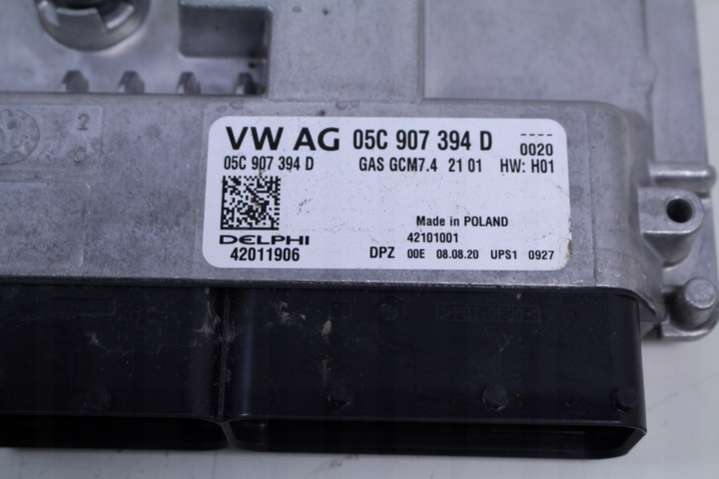 2
VW AG 05C 907 394 D ----
0020
05C 907 394 D GAS GCM7.4 21 01 HW: H01
Made in POLAND
DELPHI 42101001
42011906 DPZ 00E 08.08.20 UPS1 0927